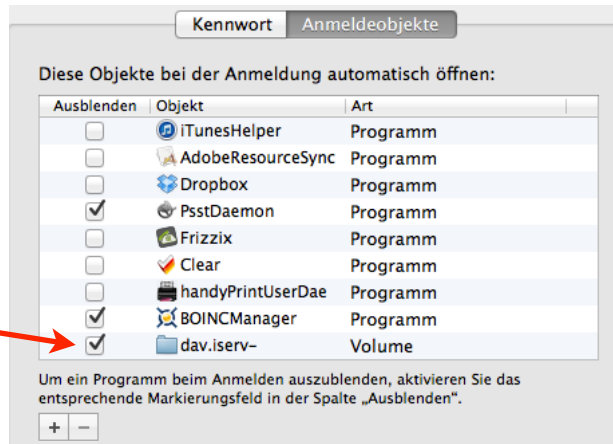 Kennwort Anmeldeobjekte
Diese Objekte bei der Anmeldung automatisch öffnen:
Ausblenden Objekt Art
iTunesHelper Programm
AdobeResourceSync Programm
Dropbox Programm
PsstDaemon Programm
Frizzix Programm
Clear Programm
handyPrintUserDae Programm
BOINCManager Programm
dav.iserv- Volume
Um ein Programm beim Anmelden auszublenden, aktivieren Sie das
entsprechende Markierungsfeld in der Spalte „Ausblenden“.
+ −